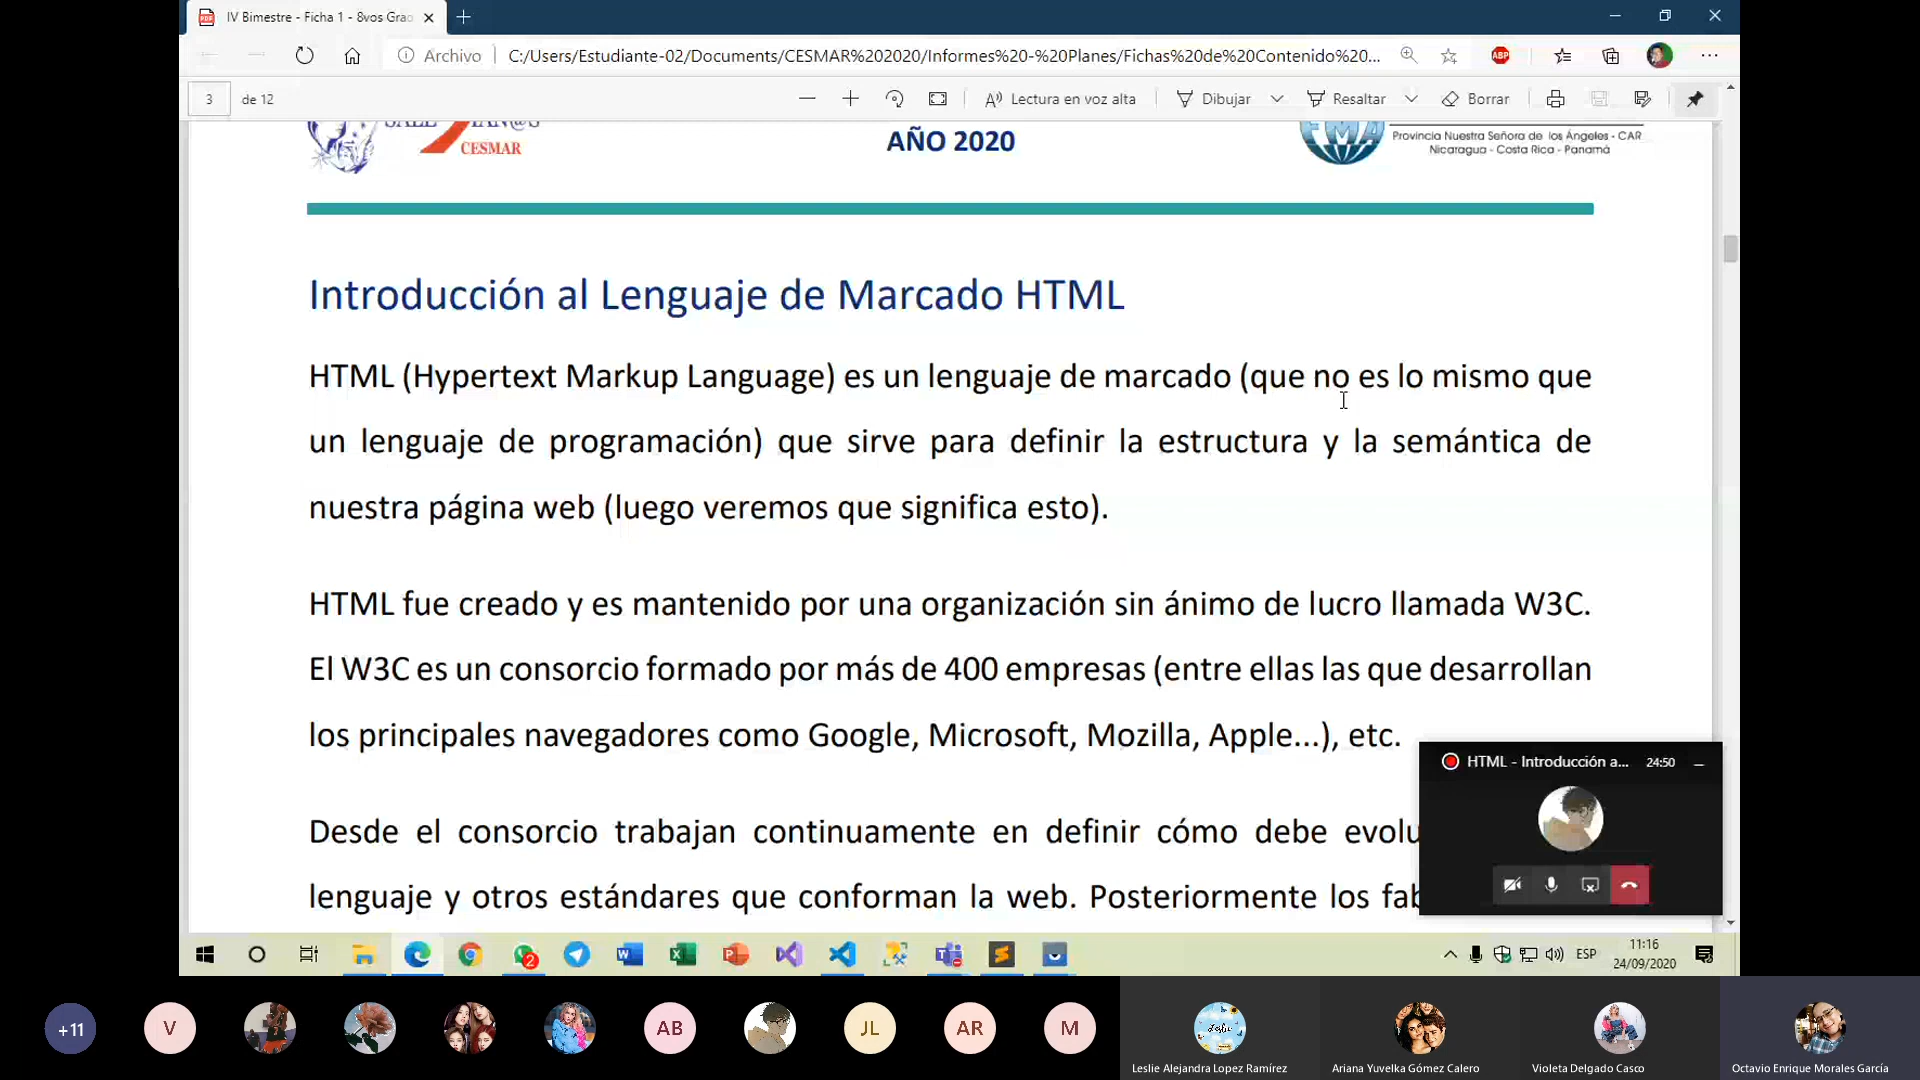 IV Bimestre - Ficha 1 - 8vos Grao
Archivo
C:/Users/Estudiante-02/Documents/CESMAR%202020/Informes%20-%20Planes/Fichas%20de%20Contenido%20...
ABP
3 de 12
Lectura en voz alta
Dibujar
Resaltar
Borrar
CESMAR
AÑO 2020
FMA
Provincia Nuestra Señora de los Ángeles - CAR
Nicaragua - Costa Rica - Panamá
Introducción al Lenguaje de Marcado HTML
HTML (Hypertext Markup Language) es un lenguaje de marcado (que no es lo mismo que
un lenguaje de programación) que sirve para definir la estructura y la semántica de
nuestra página web (luego veremos que significa esto).
HTML fue creado y es mantenido por una organización sin ánimo de lucro llamada W3C.
El W3C es un consorcio formado por más de 400 empresas (entre ellas las que desarrollan
los principales navegadores como Google, Microsoft, Mozilla, Apple...), etc.
Desde el consorcio trabajan continuamente en definir cómo debe evolu
lenguaje y otros estándares que conforman la web. Posteriormente los fab
HTML - Introducción a...
24:50
2
ESP
11:16
24/09/2020
+11
V
AB
JL
AR
M
Leslie Alejandra Lopez Ramírez
Ariana Yuvelka Gómez Calero
Violeta Delgado Casco
Octavio Enrique Morales García